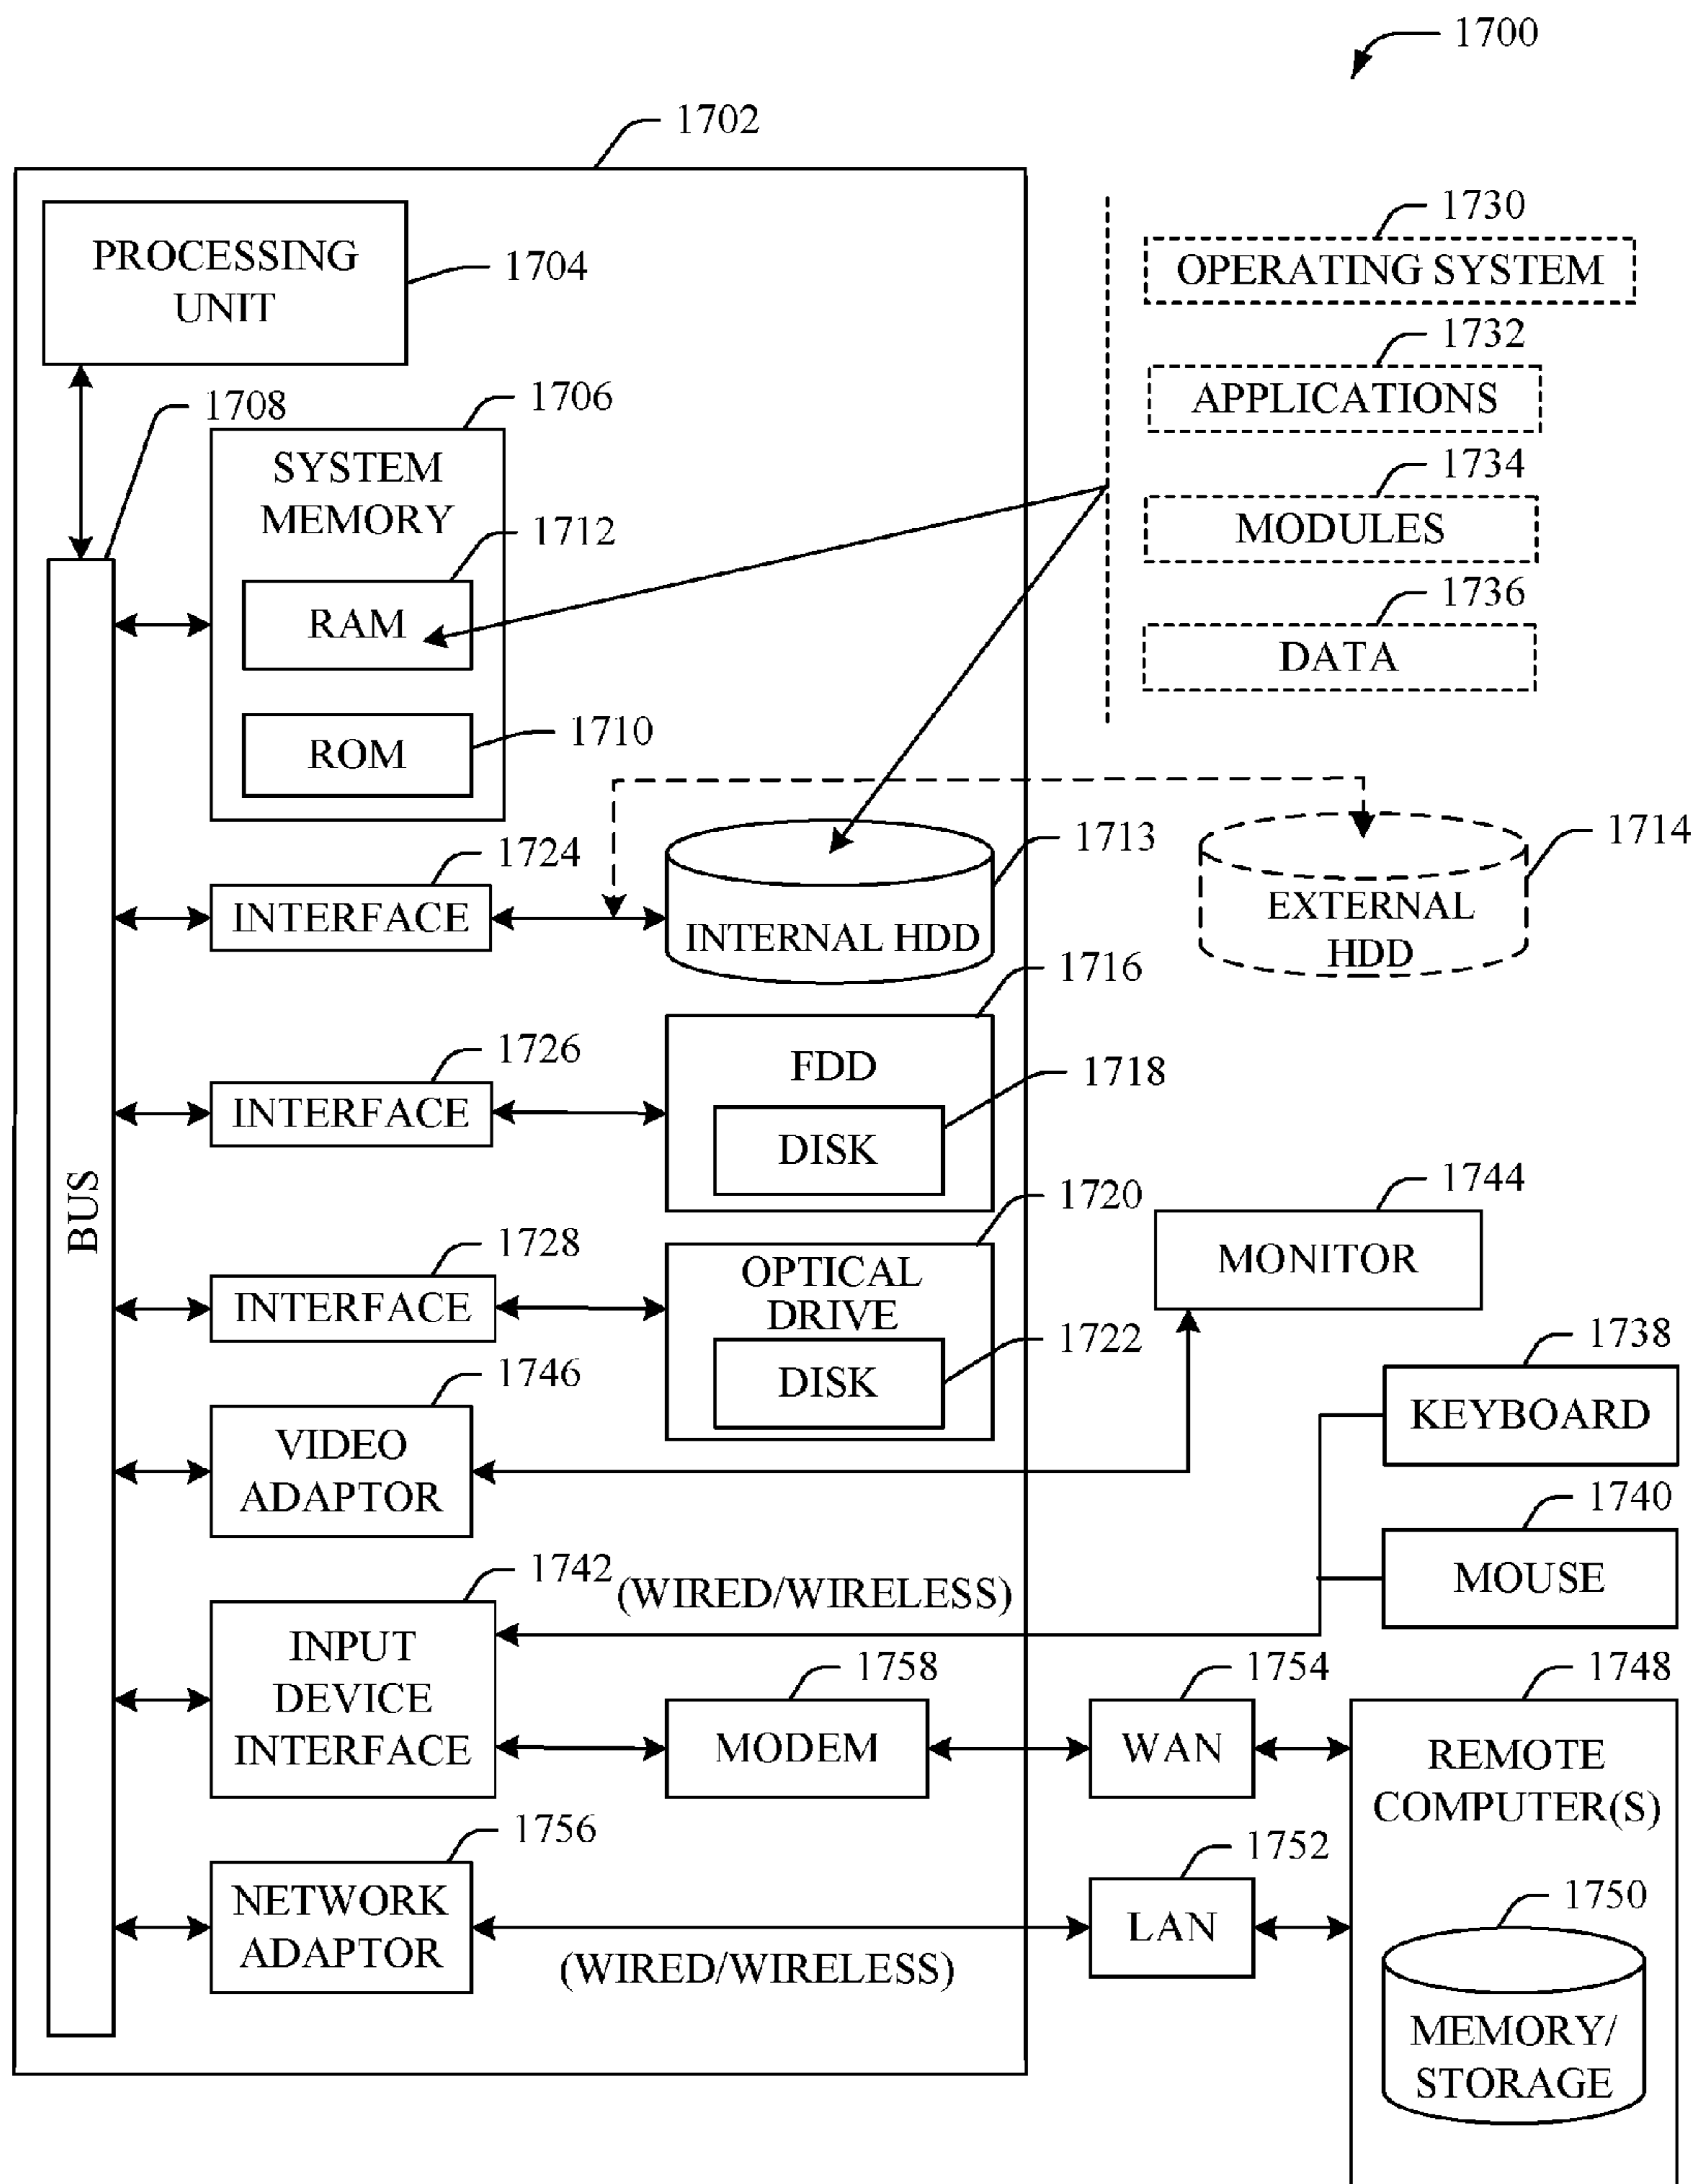 1700
1702
PROCESSING
UNIT
1704
1730
OPERATING SYSTEM
1732
APPLICATIONS
1734
MODULES
1736
DATA
1708
1706
SYSTEM
MEMORY
1712
RAM
1710
ROM
1724
INTERFACE
1713
INTERNAL HDD
1714
EXTERNAL
HDD
1726
INTERFACE
1716
FDD
1718
DISK
BUS
1728
INTERFACE
1720
OPTICAL
DRIVE
1722
DISK
1744
MONITOR
1746
VIDEO
ADAPTOR
1738
KEYBOARD
1740
MOUSE
1742
(WIRED/WIRELESS)
INPUT
DEVICE
INTERFACE
1758
MODEM
1754
WAN
1748
REMOTE
COMPUTER(S)
1756
NETWORK
ADAPTOR
(WIRED/WIRELESS)
1752
LAN
1750
MEMORY/
STORAGE